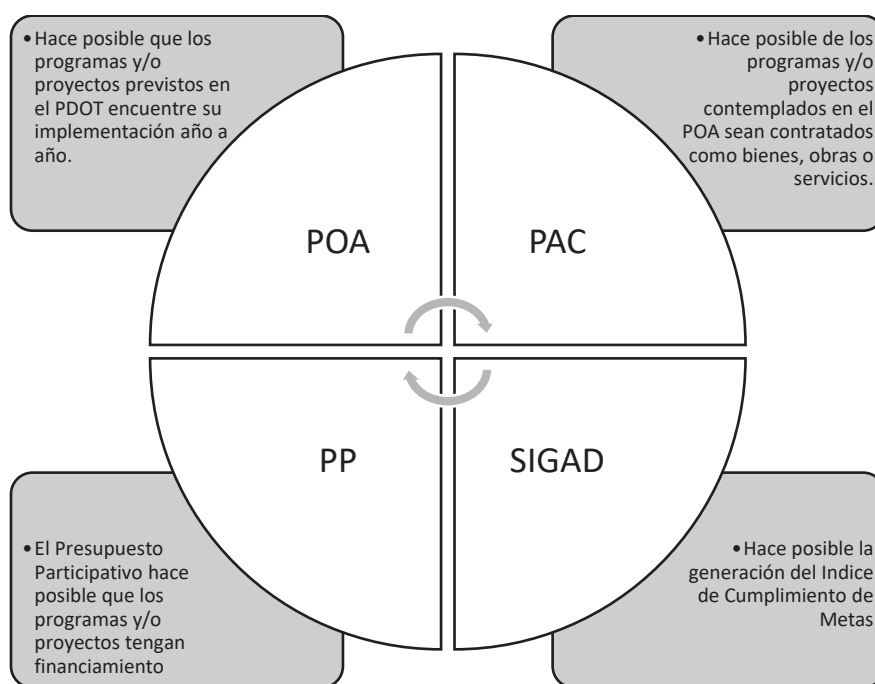 • Hace posible que los
programas y/o
proyectos previstos en
el PDOT encuentre su
implementación año a
año.
• Hace posible de los
programas y/o
proyectos
contemplados en el
POA sean contratados
como bienes, obras o
servicios.
POA
PAC
PP
SIGAD
• El Presupuesto
Participativo hace
posible que los
programas y/o
proyectos tengan
financiamiento
• Hace posible la
generación del Indice
de Cumplimiento de
Metas